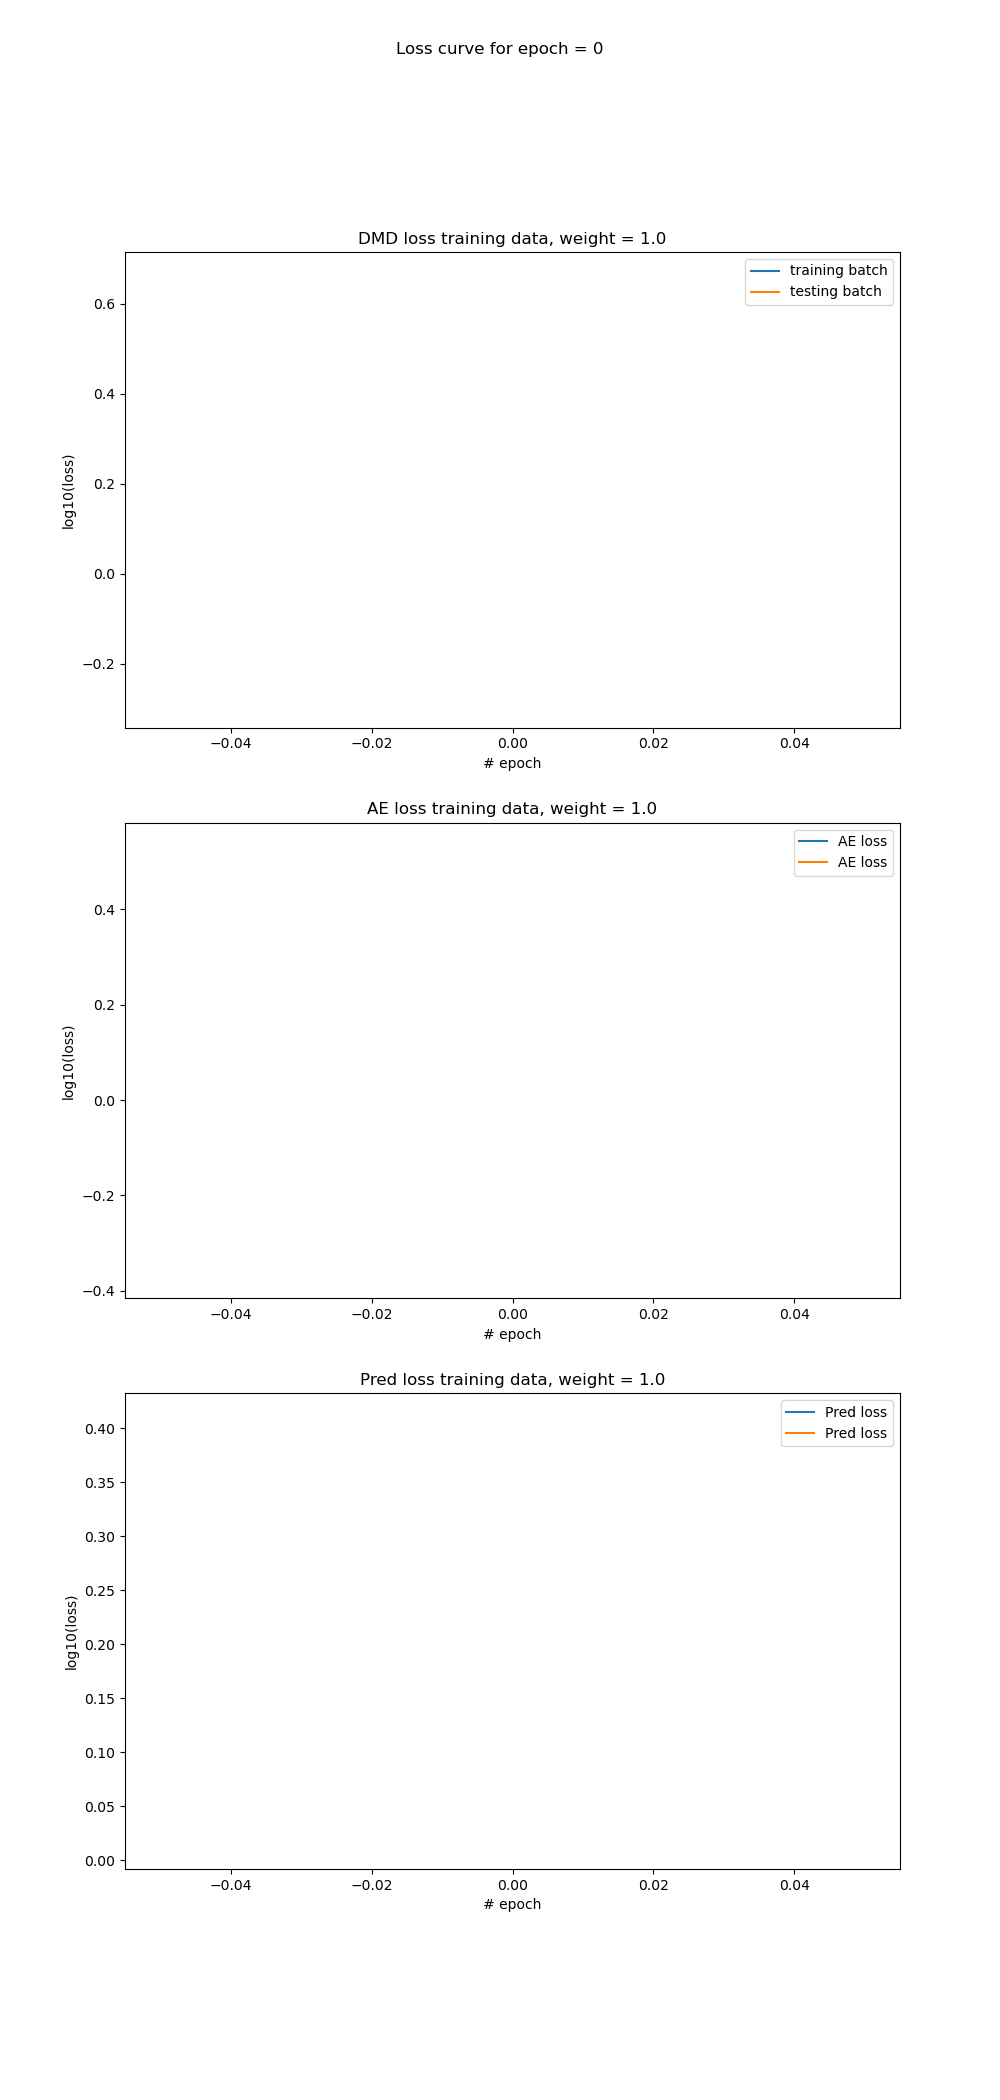 Loss curve for epoch = 0
DMD loss training data, weight = 1.0
training batch
testing batch
0.6
0.4
0.2
0.0
−0.2
log10(loss)
−0.04 −0.02 0.00 0.02 0.04
# epoch
AE loss training data, weight = 1.0
AE loss
AE loss
0.4
0.2
0.0
−0.2
−0.4
log10(loss)
−0.04 −0.02 0.00 0.02 0.04
# epoch
Pred loss training data, weight = 1.0
Pred loss
Pred loss
0.40
0.35
0.30
0.25
0.20
0.15
0.10
0.05
0.00
log10(loss)
−0.04 −0.02 0.00 0.02 0.04
# epoch